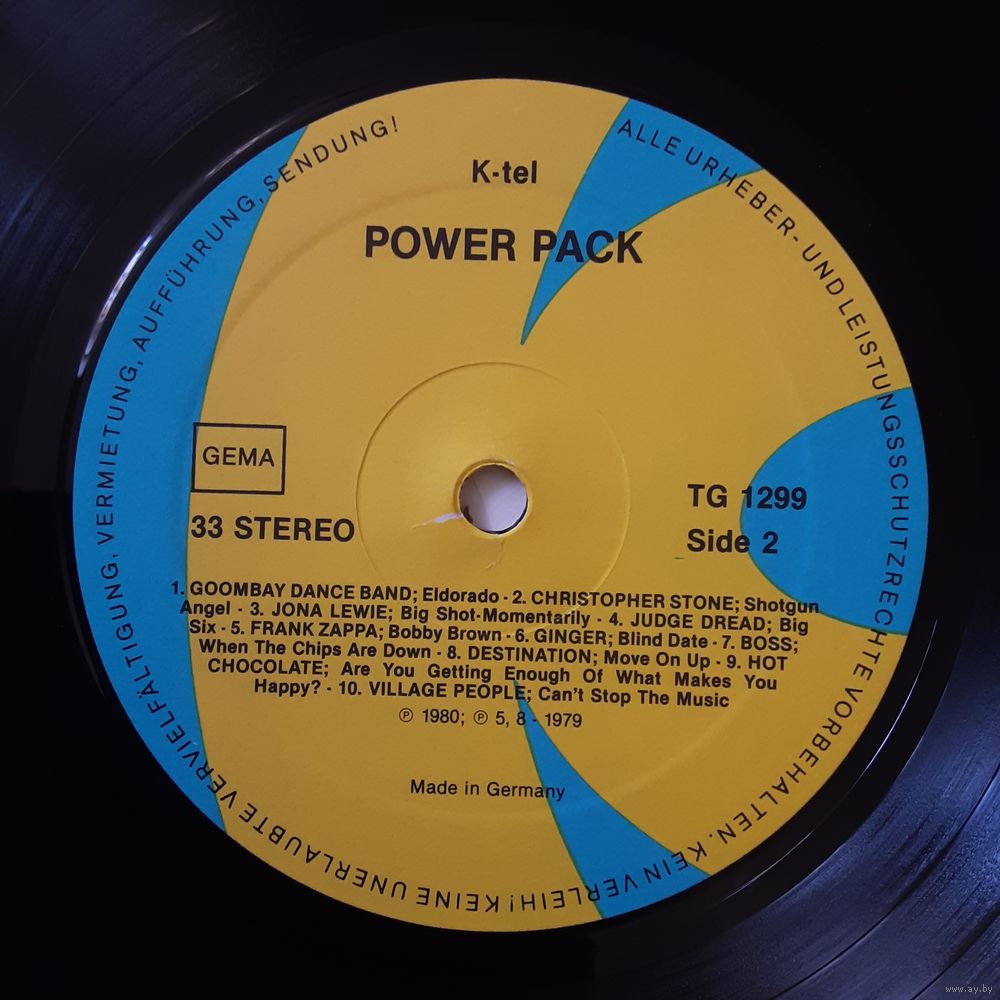 K-tel
POWER PACK
GEMA
33 STEREO
TG 1299
Side 2
1. GOOMBAY DANCE BAND; Eldorado · 2. CHRISTOPHER STONE; Shotgun
Angel · 3. JONA LEWIE; Big Shot-Momentarily · 4. JUDGE DREAD; Big
Six · 5. FRANK ZAPPA; Bobby Brown · 6. GINGER; Blind Date · 7. BOSS;
When The Chips Are Down · 8. DESTINATION; Move On Up · 9. HOT
CHOCOLATE; Are You Getting Enough Of What Makes You
Happy? · 10. VILLAGE PEOPLE; Can't Stop The Music
℗ 1980; ℗ 5, 8 - 1979
Made in Germany
ALLE URHEBER- UND LEISTUNGSSCHUTZRECHTE VORBEHALTEN. KEIN VERLEIH! KEINE UNERLAUBTE VERVIELFÄLTIGUNG, VERMIETUNG, AUFFÜHRUNG, SENDUNG!
www.ay.by